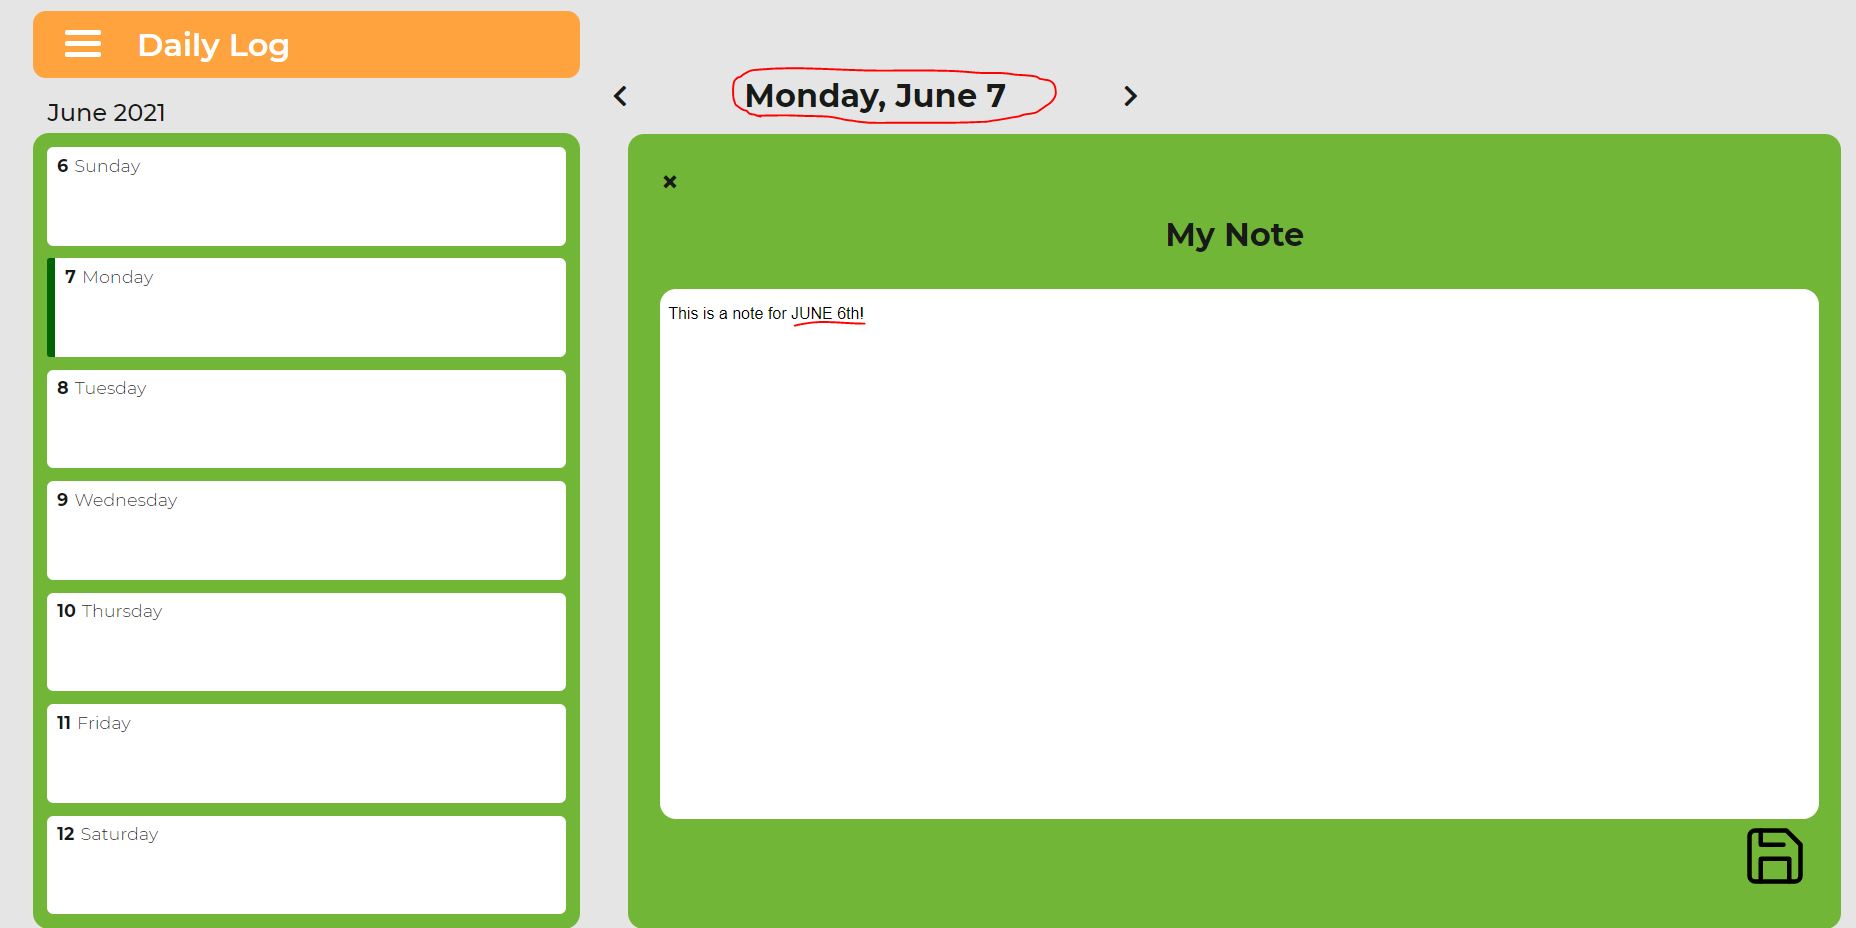 Daily Log
June 2021
6 Sunday
7 Monday
8 Tuesday
9 Wednesday
10 Thursday
11 Friday
12 Saturday
Monday, June 7
My Note
This is a note for JUNE 6th!